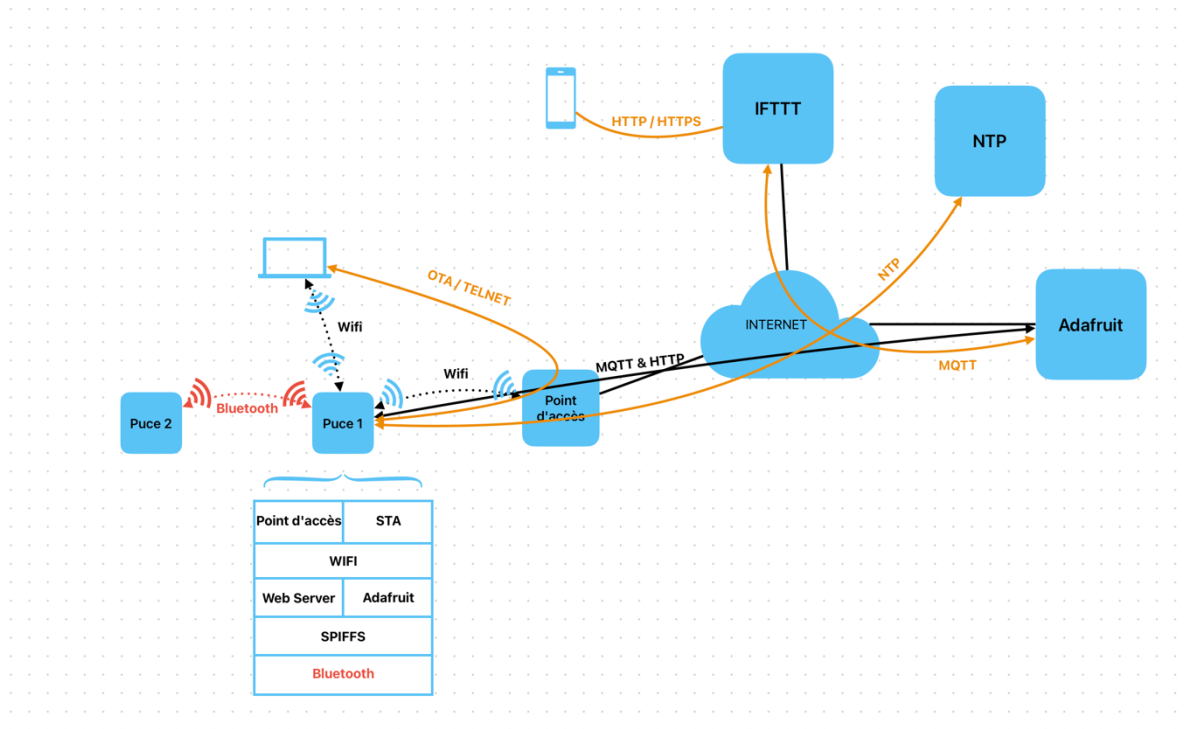 IFTTT
HTTP / HTTPS
NTP
OTA / TELNET
NTP
INTERNET
Adafruit
Wifi
MQTT & HTTP
MQTT
Wifi
Bluetooth
Puce 2
Puce 1
Point
d'accès
Point d'accès STA
WIFI
Web Server Adafruit
SPIFFS
Bluetooth